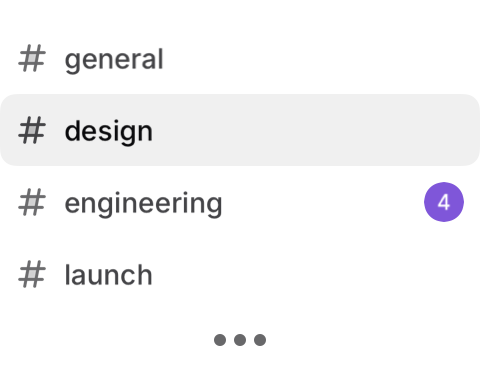 # general
# design
# engineering 4
# launch